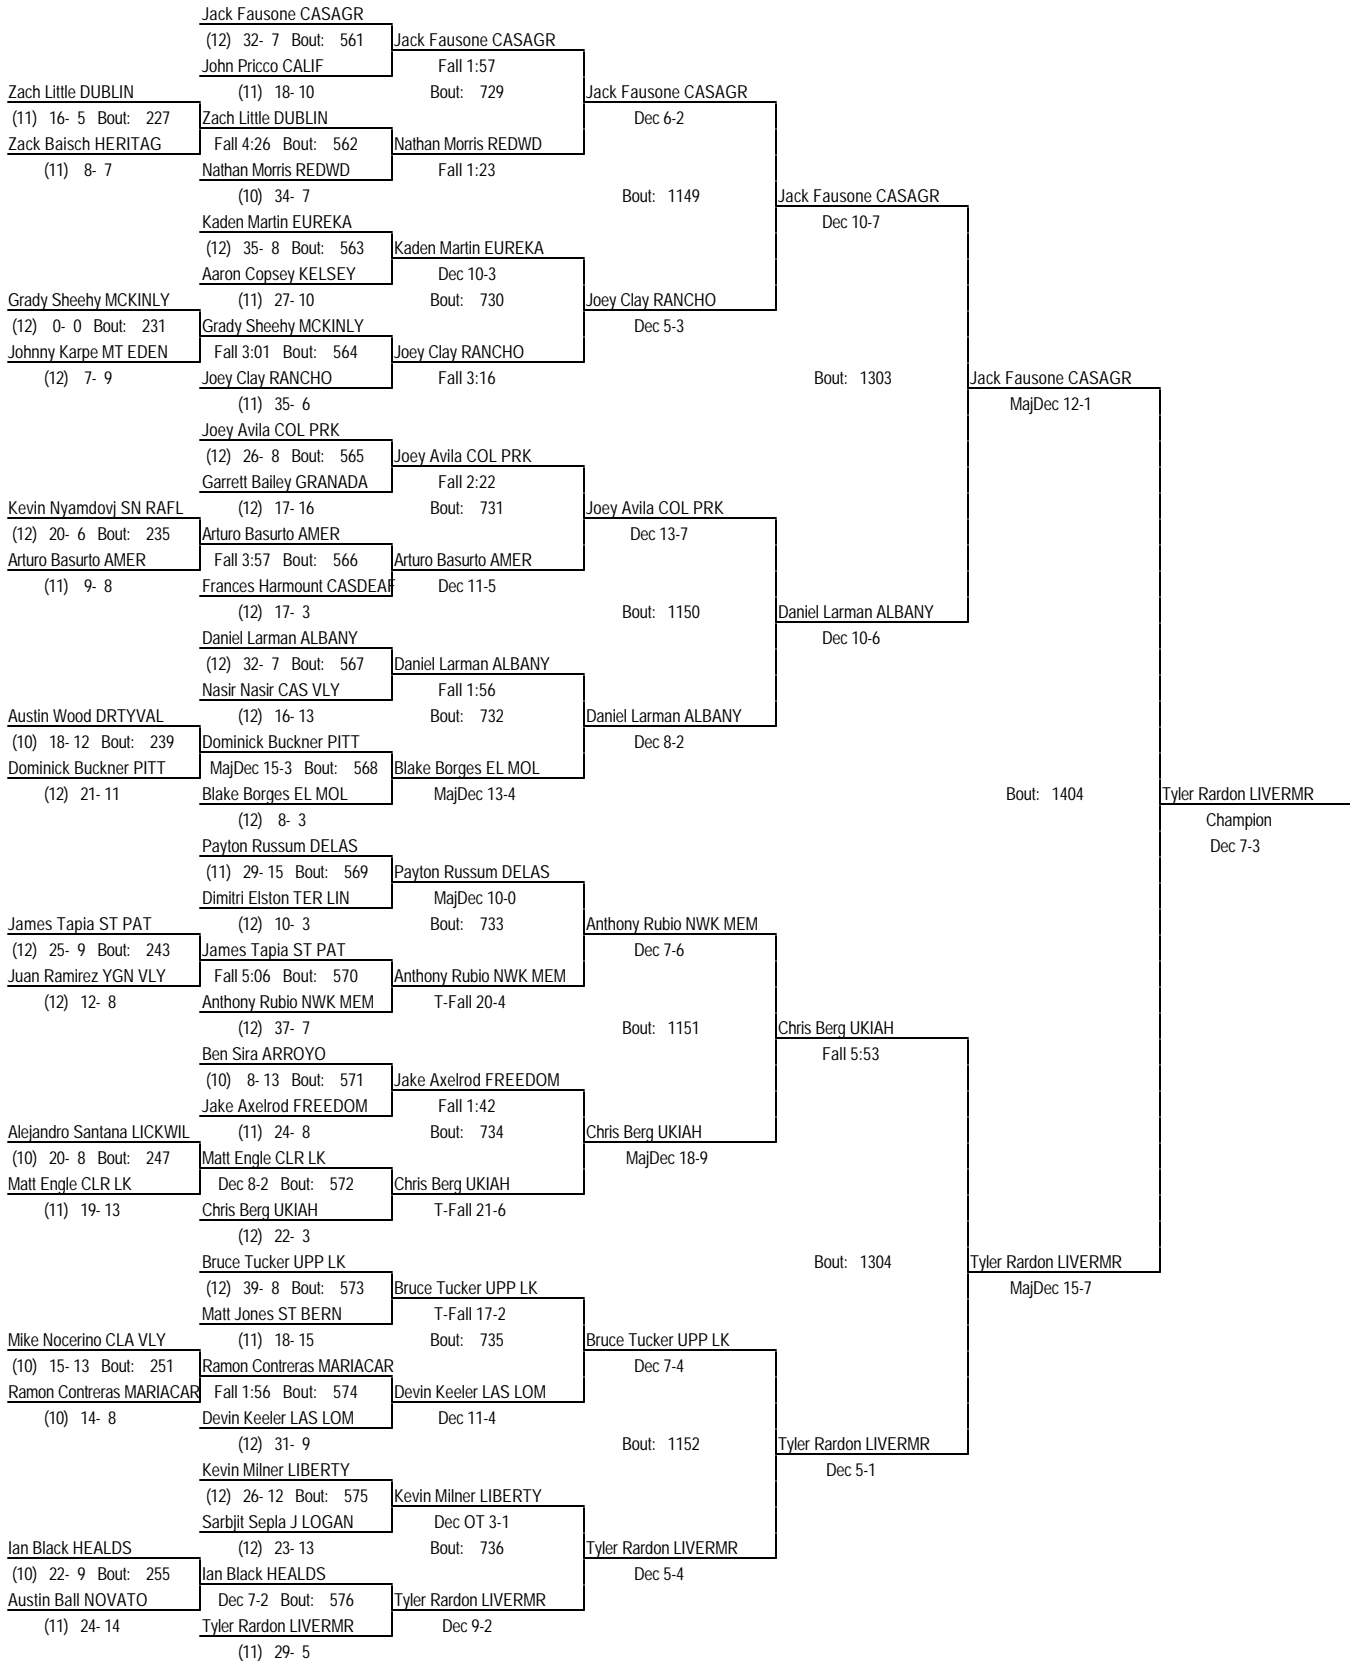 Jack Fausone CASAGR
(12) 32- 7 Bout: 561 Jack Fausone CASAGR
John Pricco CALIF Fall 1:57
Zach Little DUBLIN (11) 18- 10 Bout: 729 Jack Fausone CASAGR
(11) 16- 5 Bout: 227 Zach Little DUBLIN Dec 6-2
Zack Baisch HERITAG Fall 4:26 Bout: 562 Nathan Morris REDWD
(11) 8- 7 Nathan Morris REDWD Fall 1:23
(10) 34- 7 Bout: 1149 Jack Fausone CASAGR
Kaden Martin EUREKA Dec 10-7
(12) 35- 8 Bout: 563 Kaden Martin EUREKA
Aaron Copsey KELSEY Dec 10-3
Grady Sheehy MCKINLY (11) 27- 10 Bout: 730 Joey Clay RANCHO
(12) 0- 0 Bout: 231 Grady Sheehy MCKINLY Dec 5-3
Johnny Karpe MT EDEN Fall 3:01 Bout: 564 Joey Clay RANCHO
(12) 7- 9 Joey Clay RANCHO Fall 3:16 Bout: 1303 Jack Fausone CASAGR
(11) 35- 6 MajDec 12-1
Joey Avila COL PRK
(12) 26- 8 Bout: 565 Joey Avila COL PRK
Garrett Bailey GRANADA Fall 2:22
Kevin Nyamdovj SN RAFL (12) 17- 16 Bout: 731 Joey Avila COL PRK
(12) 20- 6 Bout: 235 Arturo Basurto AMER Dec 13-7
Arturo Basurto AMER Fall 3:57 Bout: 566 Arturo Basurto AMER
(11) 9- 8 Frances Harmount CASDEAF Dec 11-5
(12) 17- 3 Bout: 1150 Daniel Larman ALBANY
Daniel Larman ALBANY Dec 10-6
(12) 32- 7 Bout: 567 Daniel Larman ALBANY
Nasir Nasir CAS VLY Fall 1:56
Austin Wood DRTYVAL (12) 16- 13 Bout: 732 Daniel Larman ALBANY
(10) 18- 12 Bout: 239 Dominick Buckner PITT Dec 8-2
Dominick Buckner PITT MajDec 15-3 Bout: 568 Blake Borges EL MOL
(12) 21- 11 Blake Borges EL MOL MajDec 13-4 Bout: 1404 Tyler Rardon LIVERMR
(12) 8- 3 Champion
Payton Russum DELAS Dec 7-3
(11) 29- 15 Bout: 569 Payton Russum DELAS
Dimitri Elston TER LIN MajDec 10-0
James Tapia ST PAT (12) 10- 3 Bout: 733 Anthony Rubio NWK MEM
(12) 25- 9 Bout: 243 James Tapia ST PAT Dec 7-6
Juan Ramirez YGN VLY Fall 5:06 Bout: 570 Anthony Rubio NWK MEM
(12) 12- 8 Anthony Rubio NWK MEM T-Fall 20-4
(12) 37- 7 Bout: 1151 Chris Berg UKIAH
Ben Sira ARROYO Fall 5:53
(10) 8- 13 Bout: 571 Jake Axelrod FREEDOM
Jake Axelrod FREEDOM Fall 1:42
Alejandro Santana LICKWIL (11) 24- 8 Bout: 734 Chris Berg UKIAH
(10) 20- 8 Bout: 247 Matt Engle CLR LK MajDec 18-9
Matt Engle CLR LK Dec 8-2 Bout: 572 Chris Berg UKIAH
(11) 19- 13 Chris Berg UKIAH T-Fall 21-6
(12) 22- 3
Bruce Tucker UPP LK Bout: 1304 Tyler Rardon LIVERMR
(12) 39- 8 Bout: 573 Bruce Tucker UPP LK MajDec 15-7
Matt Jones ST BERN T-Fall 17-2
Mike Nocerino CLA VLY (11) 18- 15 Bout: 735 Bruce Tucker UPP LK
(10) 15- 13 Bout: 251 Ramon Contreras MARIACAR Dec 7-4
Ramon Contreras MARIACAR Fall 1:56 Bout: 574 Devin Keeler LAS LOM
(10) 14- 8 Devin Keeler LAS LOM Dec 11-4
(12) 31- 9 Bout: 1152 Tyler Rardon LIVERMR
Kevin Milner LIBERTY Dec 5-1
(12) 26- 12 Bout: 575 Kevin Milner LIBERTY
Sarbjit Sepla J LOGAN Dec OT 3-1
Ian Black HEALDS (12) 23- 13 Bout: 736 Tyler Rardon LIVERMR
(10) 22- 9 Bout: 255 Ian Black HEALDS Dec 5-4
Austin Ball NOVATO Dec 7-2 Bout: 576 Tyler Rardon LIVERMR
(11) 24- 14 Tyler Rardon LIVERMR Dec 9-2
(11) 29- 5